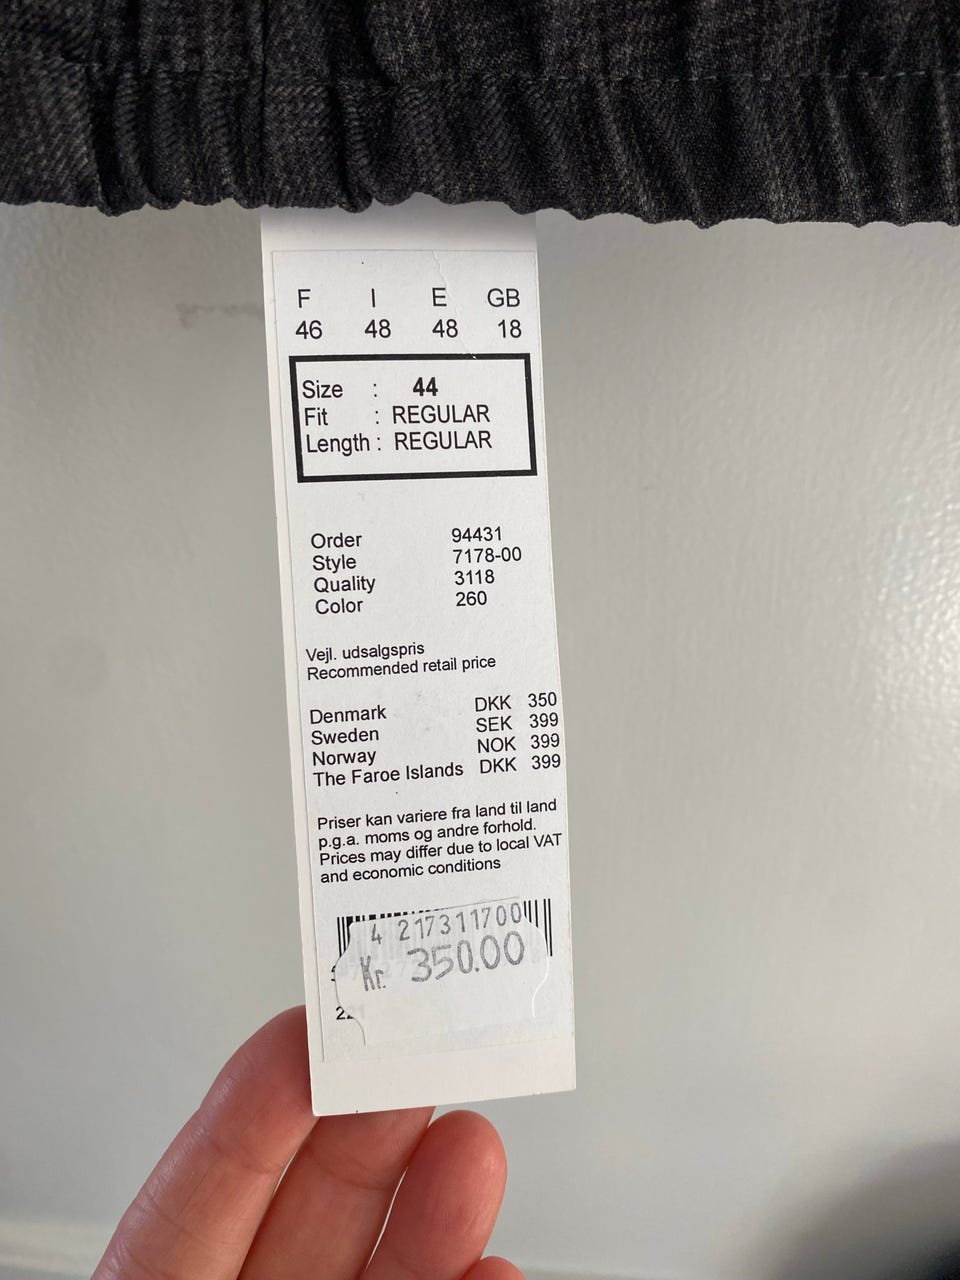 F I E GB
46 48 48 18
Size : 44
Fit : REGULAR
Length : REGULAR
Order 94431
Style 7178-00
Quality 3118
Color 260
Vejl. udsalgspris
Recommended retail price
Denmark DKK 350
Sweden SEK 399
Norway NOK 399
The Faroe Islands DKK 399
Priser kan variere fra land til land
p.g.a. moms og andre forhold.
Prices may differ due to local VAT
and economic conditions
4 217311700
Kr. 350.00